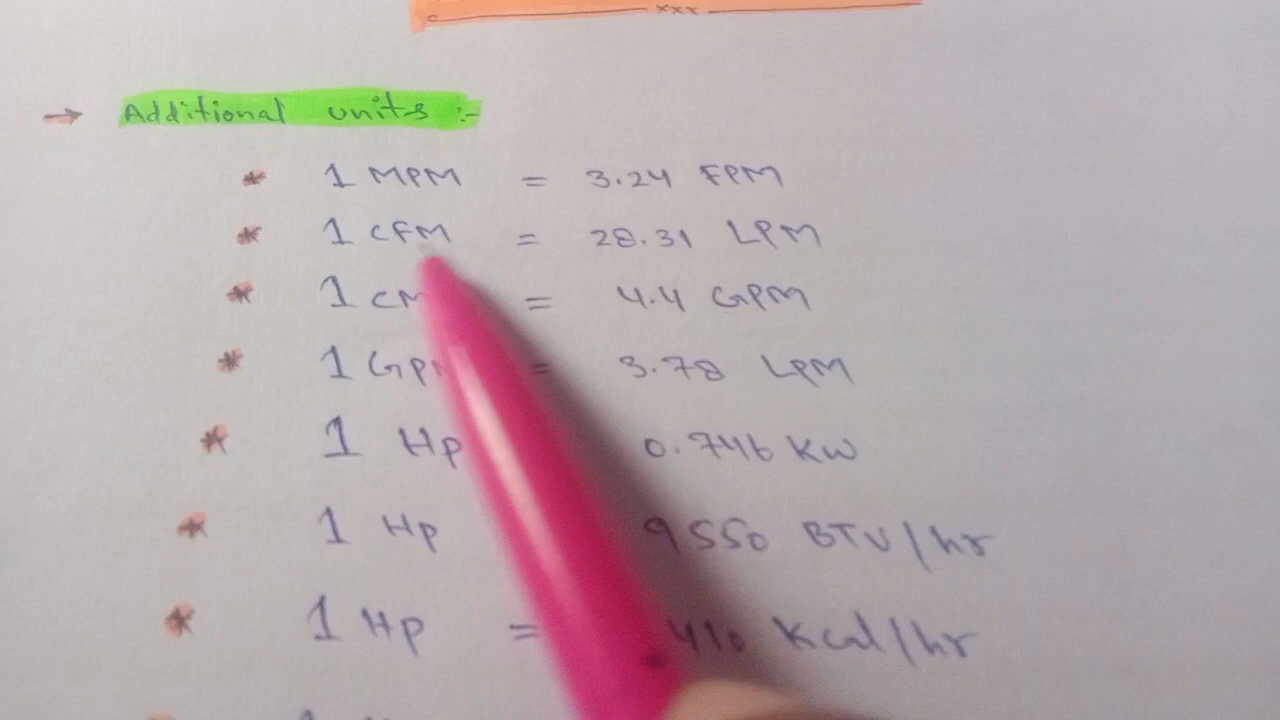 xxx
→ Additional units :-
* 1 MPM = 3.24 FPM
* 1 CFM = 28.31 LPM
* 1 = 4.4 GPM
* 1 = 3.78 LPM
* 1 Hp 0.746 KW
* 1 Hp 9550 BTU/hr
* 1 Hp = Kcal/hr